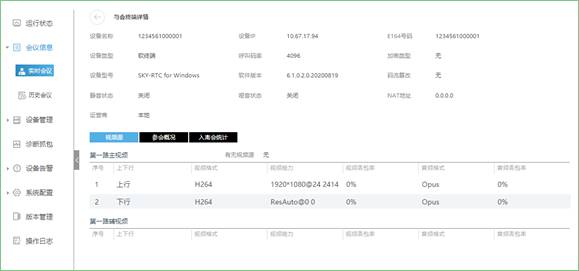 运行状态
会议信息
实时会议
历史会议
设备管理
诊断抓包
设备告警
系统配置
版本管理
操作日志
与会终端详情
设备名称 1234561000001 设备IP 10.67.17.94 E164号码 1234561000001
设备类型 软终端 呼叫码率 4096 加密类型 无
设备型号 SKY-RTC for Windows 软件版本 6.1.0.2.0.20200819 码流篡改 无
静音状态 关闭 哑音状态 关闭 NAT地址 0.0.0.0
运营商 本地
视频源 参会概况 入离会统计
第一路主视频 有无视频源 无
序号 上下行 视频格式 视频能力 视频丢包率 音频格式 音频丢包率
1 上行 H264 1920*1080@24 2414 0% Opus 0%
2 下行 H264 ResAuto@0 0 0% Opus 0%
第一路辅视频
序号 上下行 视频格式 视频能力 视频丢包率 音频格式 音频丢包率